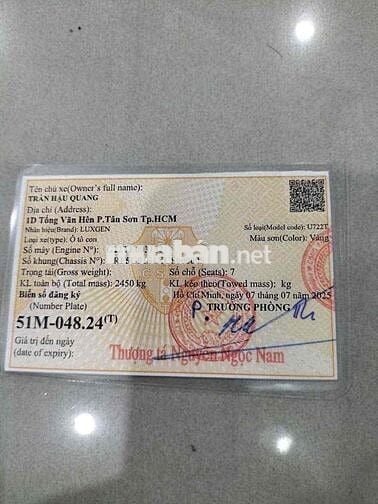 Tên chủ xe(Owner's full name):
TRẦN HẬU QUANG
Địa chỉ (Address):
1D Tống Văn Hên P.Tân Sơn Tp.HCM
Nhãn hiệu(Brand): LUXGEN
Số loại(Model code): U722T
Loại xe(type): Ô tô con
Màu sơn(Color): Vàng
Số máy (Engine N°)
muaban.net
Số khung(Chassis N°)
Trọng tải(Gross weight):
Số chỗ (Seats): 7
KL toàn bộ (Total mass): 2450 kg
KL kéo theo(Towed mass): kg
Biển số đăng ký
Hồ Chí Minh, ngày 07 tháng 07 năm 2025
(Number Plate)
P. TRƯỞNG PHÒNG
51M-048.24(T)
Giá trị đến ngày
(date of expiry):
Thượng tá Nguyễn Ngọc Nam